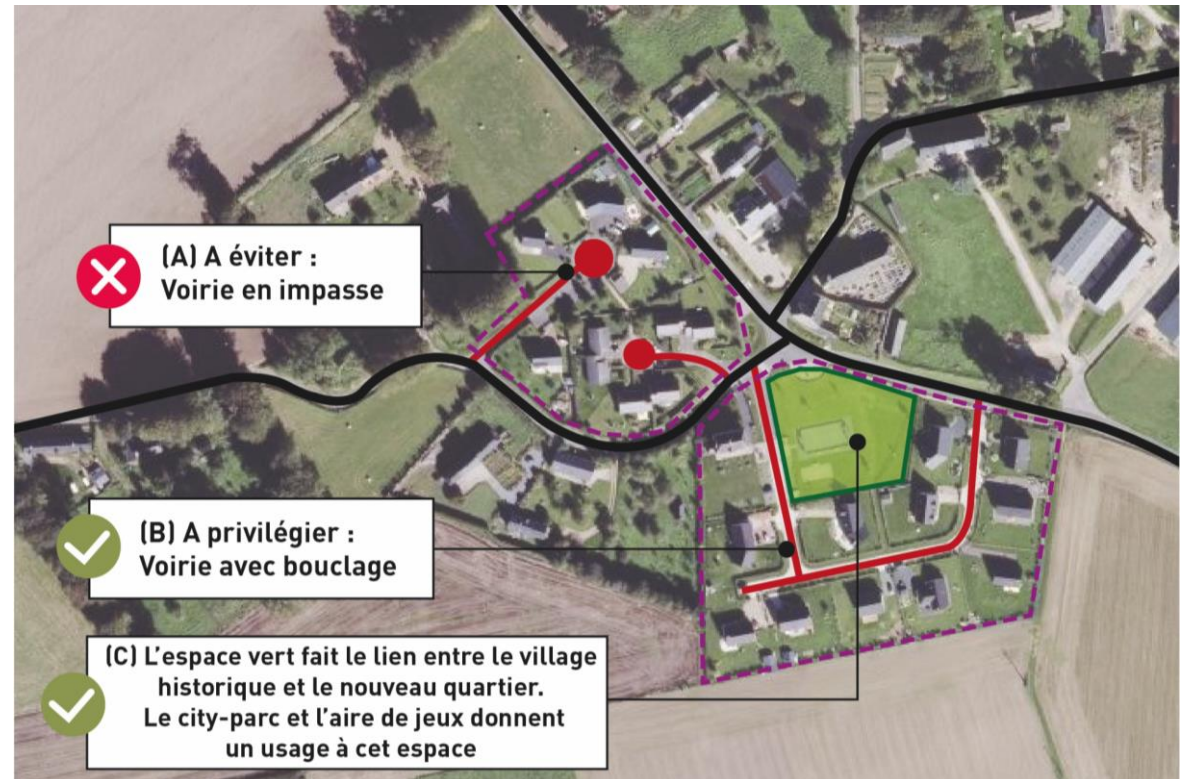 (A) A éviter :
Voirie en impasse
(B) A privilégier :
Voirie avec bouclage
(C) L'espace vert fait le lien entre le village
historique et le nouveau quartier.
Le city-parc et l'aire de jeux donnent
un usage à cet espace